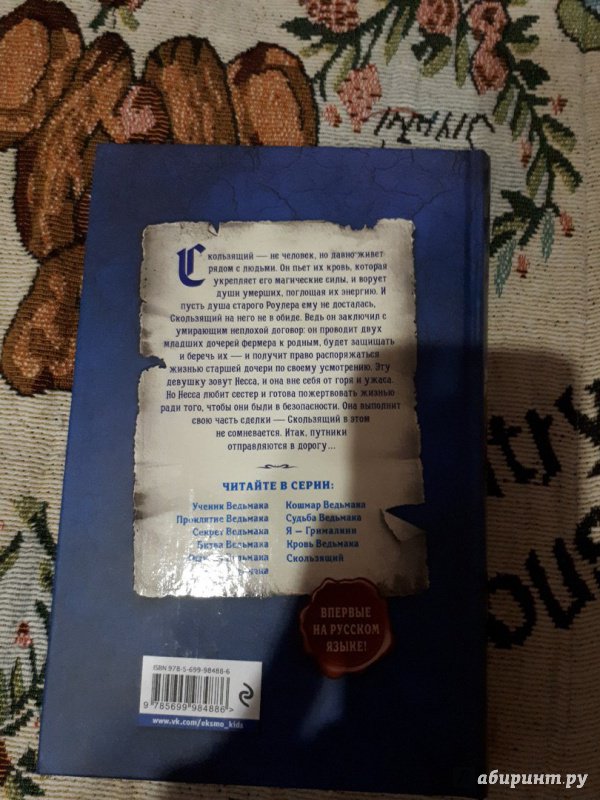 Скользящий — не человек, но давно живет
рядом с людьми. Он пьет их кровь, которая
укрепляет его магические силы, и ворует
души умерших, поглощая их энергию. И
пусть душа старого Роулера ему не досталась,
Скользящий на него не в обиде. Ведь он заключил с
умирающим неплохой договор: он проводит двух
младших дочерей фермера к родным, будет защищать
и беречь их — и получит право распоряжаться
жизнью старшей дочери по своему усмотрению. Эту
девушку зовут Несса, и она вне себя от горя и ужаса.
Но Несса любит сестер и готова пожертвовать жизнью
ради того, чтобы они были в безопасности. Она выполнит
свою часть сделки — Скользящий в этом
не сомневается. Итак, путники
отправляются в дорогу...
ЧИТАЙТЕ В СЕРИИ:
Ученик Ведьмака
Проклятие Ведьмака
Секрет Ведьмака
Битва Ведьмака
Ведьмака
Кошмар Ведьмака
Судьба Ведьмака
Я — Грималкин
Кровь Ведьмака
Скользящий
ВПЕРВЫЕ
НА РУССКОМ
ЯЗЫКЕ!
ISBN 978-5-699-98488-6
9 785699 984886 >
www.vk.com/eksmo_kids
абиринт.ру